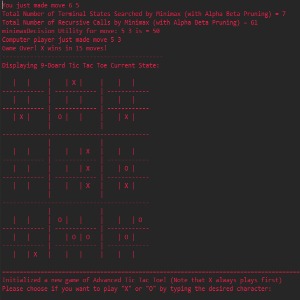 You just made move 6 5
Total Number of Terminal States Searched by Minimax (with Alpha Beta Pruning) = 7
Total Number of Recursive Calls by Minimax (with Alpha Beta Pruning) = 61
minimaxDecision Utility for move: 5 3 is = 50
Computer player just made move 5 3
Game Over! X wins in 15 moves!
Displaying 9-Board Tic Tac Toe Current State:
| | | | X | | |
| | | | | |
| X | O | | | X |
| | | | X | | |
| | | | X | O |
| | | | X | X |
| | O | | | | O
| | | O | O | O |
| | X | | | |
Initialized a new game of Advanced Tic Tac Toe! (Note that X always plays first)
Please choose if you want to play "X" or "O" by typing the desired character: